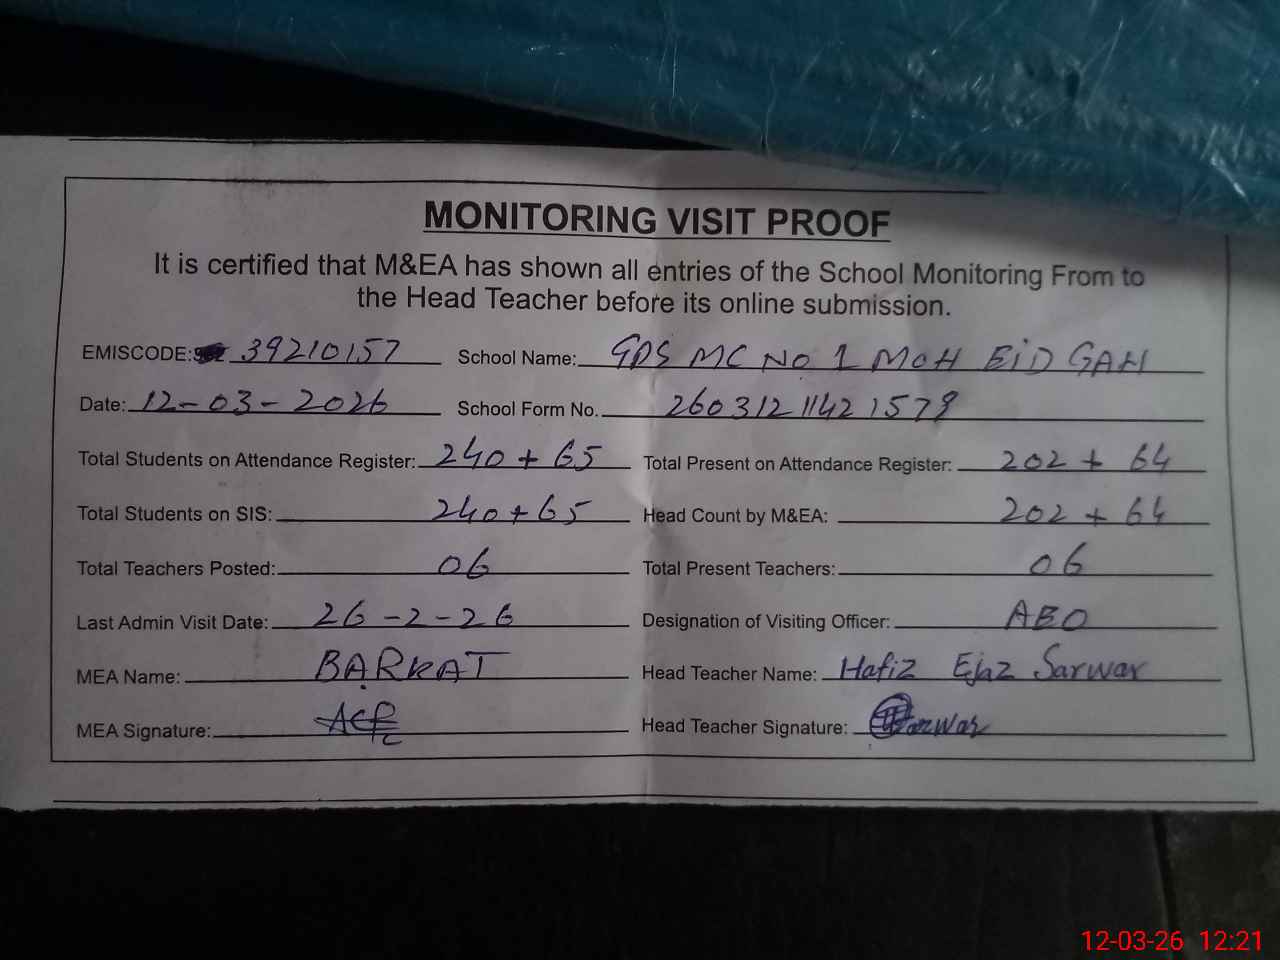 MONITORING VISIT PROOF
It is certified that M&EA has shown all entries of the School Monitoring From to
the Head Teacher before its online submission.
EMISCODE: 39210157 School Name: GPS MC No 1 MOH EiD GAH
Date: 12-03-2026 School Form No. 2603121142 1579
Total Students on Attendance Register: 240 + 65 Total Present on Attendance Register: 202 + 64
Total Students on SIS: 240 + 65 Head Count by M&EA: 202 + 64
Total Teachers Posted: 06 Total Present Teachers: 06
Last Admin Visit Date: 26-2-26 Designation of Visiting Officer: AEO
MEA Name: BARKAT Head Teacher Name: Hafiz Ejaz Sarwar
MEA Signature: Head Teacher Signature:
12-03-26 12:21